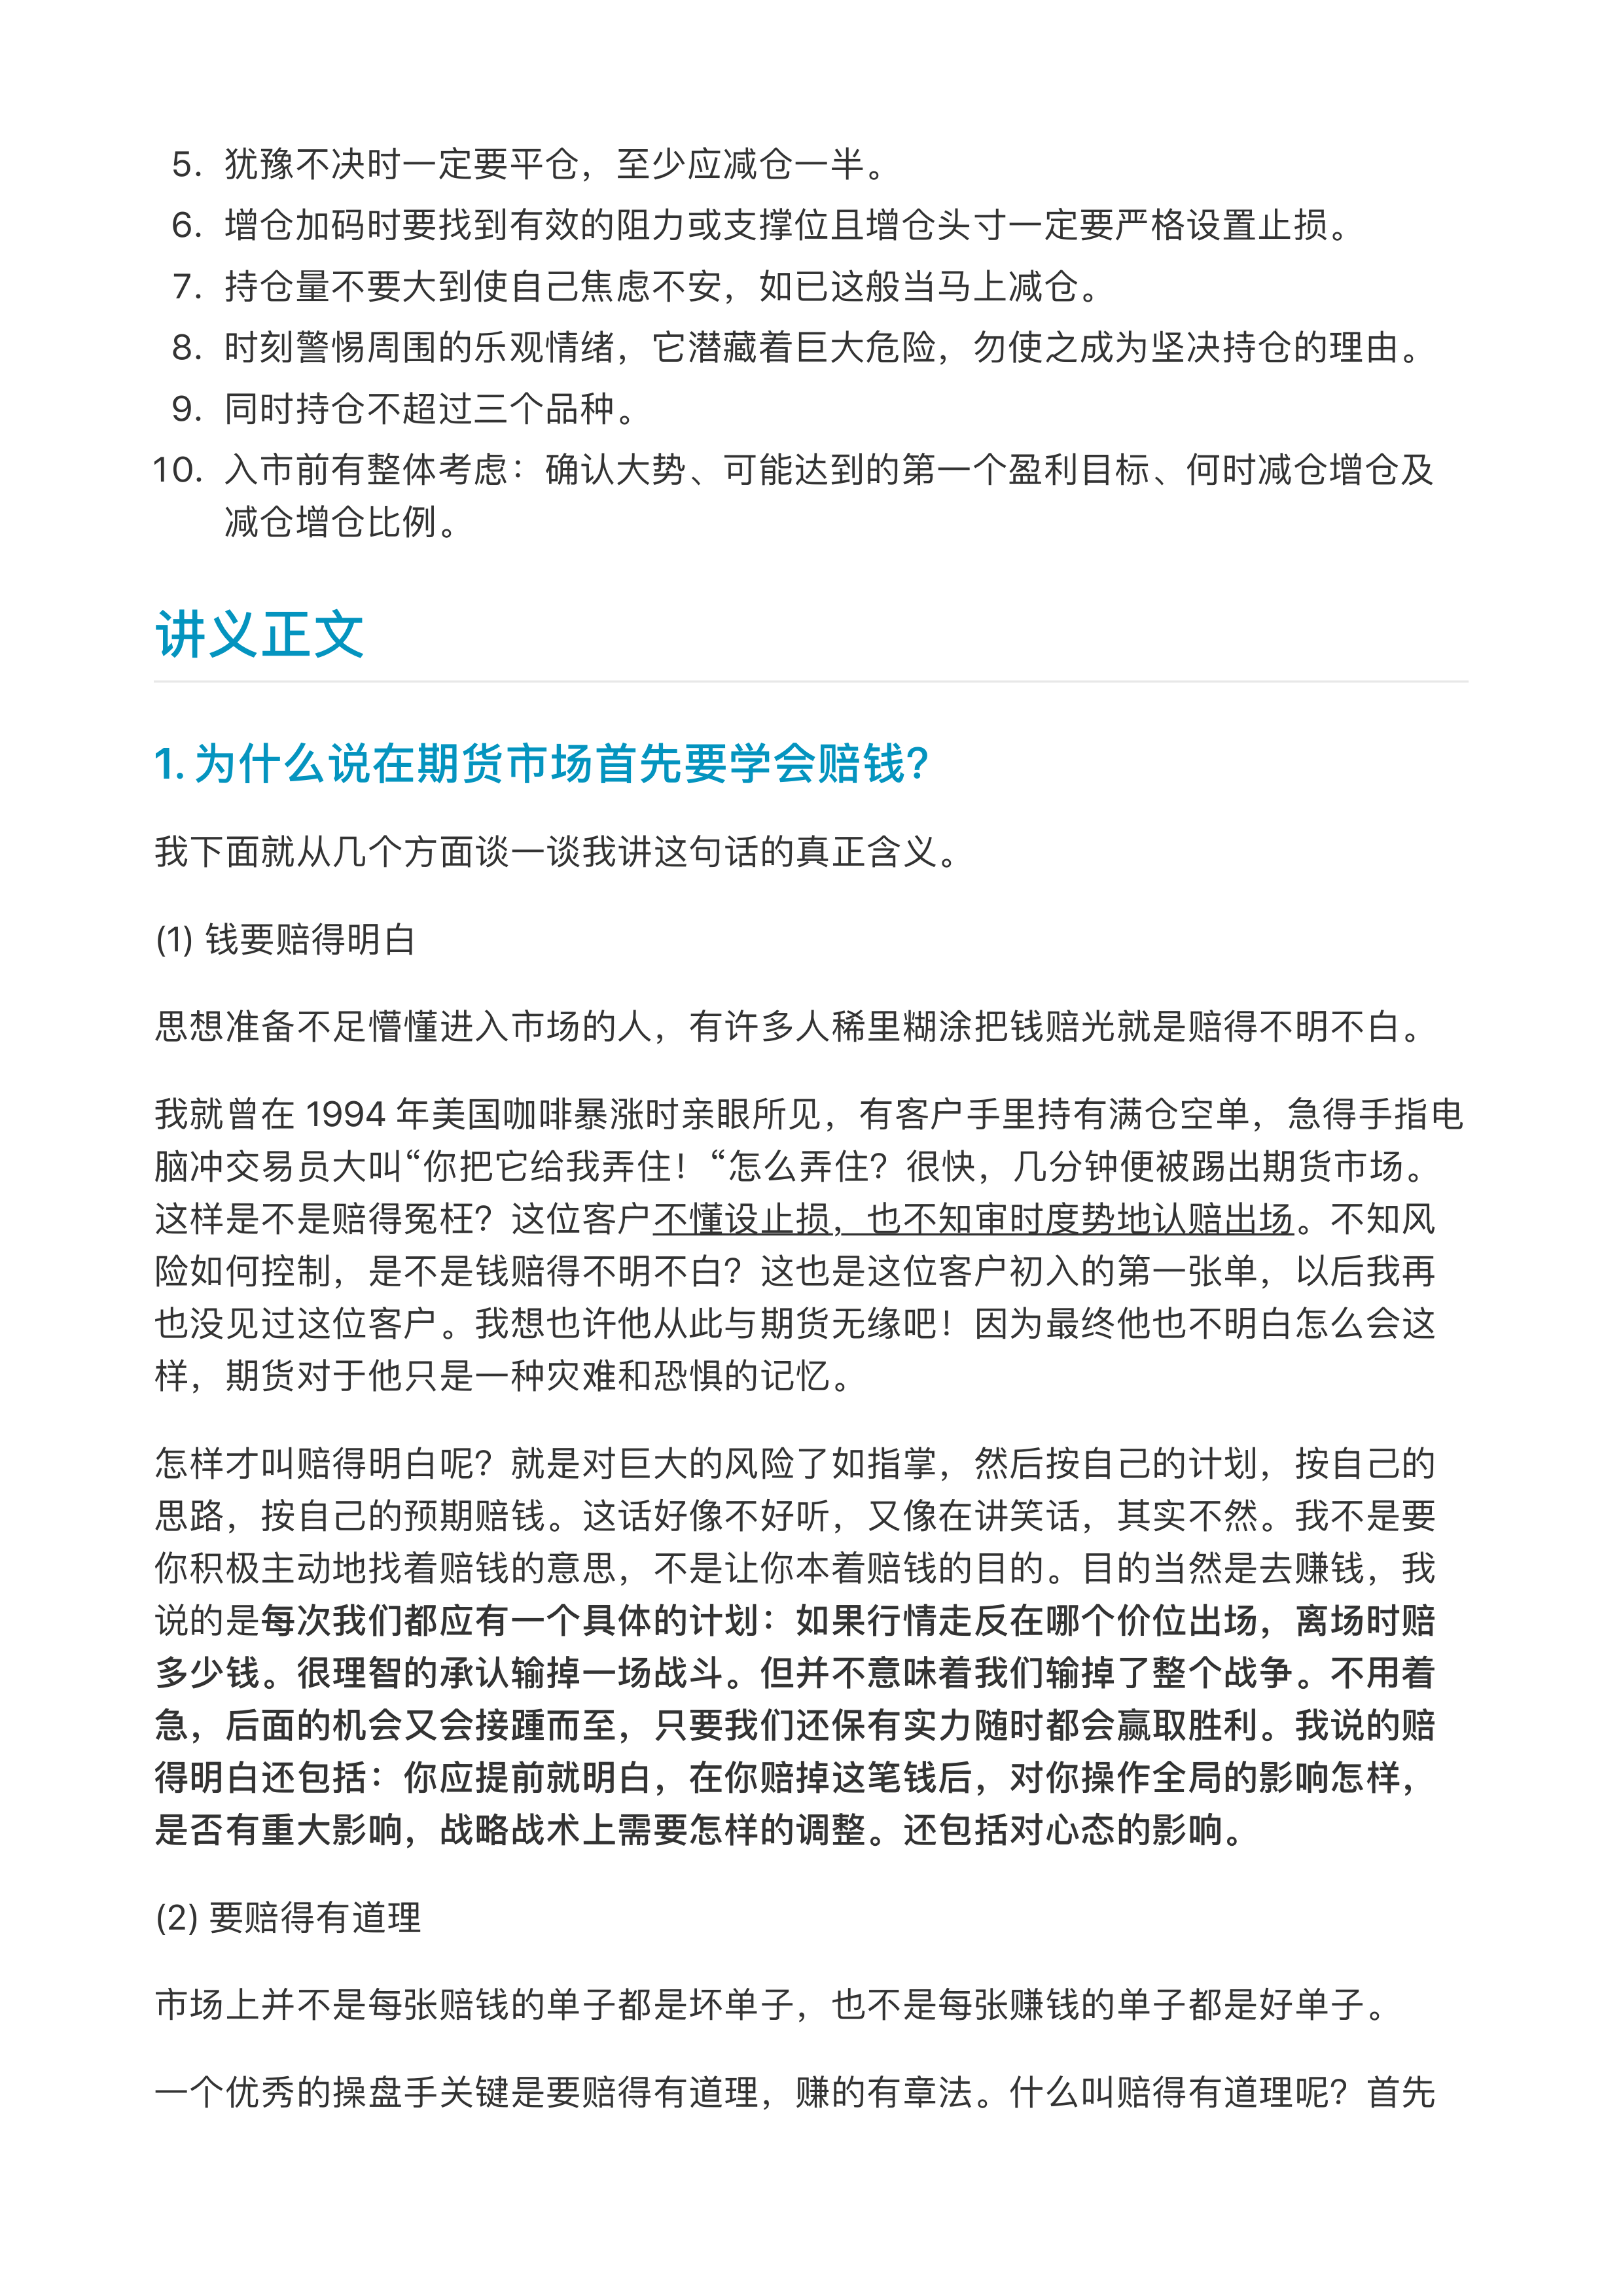 5. 犹豫不决时一定要平仓，至少应减仓一半。
6. 增仓加码时要找到有效的阻力或支撑位且增仓头寸一定要严格设置止损。
7. 持仓量不要大到使自己焦虑不安，如已这般当马上减仓。
8. 时刻警惕周围的乐观情绪，它潜藏着巨大危险，勿使之成为坚决持仓的理由。
9. 同时持仓不超过三个品种。
10. 入市前有整体考虑：确认大势、可能达到的第一个盈利目标、何时减仓增仓及
减仓增仓比例。
讲义正文
1. 为什么说在期货市场首先要学会赔钱？
我下面就从几个方面谈一谈我讲这句话的真正含义。
(1) 钱要赔得明白
思想准备不足懵懂进入市场的人，有许多人稀里糊涂把钱赔光就是赔得不明不白。
我就曾在 1994 年美国咖啡暴涨时亲眼所见，有客户手里持有满仓空单，急得手指电
脑冲交易员大叫“你把它给我弄住！“怎么弄住？很快，几分钟便被踢出期货市场。
这样是不是赔得冤枉？这位客户不懂设止损，也不知审时度势地认赔出场。不知风
险如何控制，是不是钱赔得不明不白？这也是这位客户初入的第一张单，以后我再
也没见过这位客户。我想也许他从此与期货无缘吧！因为最终他也不明白怎么会这
样，期货对于他只是一种灾难和恐惧的记忆。
怎样才叫赔得明白呢？就是对巨大的风险了如指掌，然后按自己的计划，按自己的
思路，按自己的预期赔钱。这话好像不好听，又像在讲笑话，其实不然。我不是要
你积极主动地找着赔钱的意思，不是让你本着赔钱的目的。目的当然是去赚钱，我
说的是每次我们都应有一个具体的计划：如果行情走反在哪个价位出场，离场时赔
多少钱。很理智的承认输掉一场战斗。但并不意味着我们输掉了整个战争。不用着
急，后面的机会又会接踵而至，只要我们还保有实力随时都会赢取胜利。我说的赔
得明白还包括：你应提前就明白，在你赔掉这笔钱后，对你操作全局的影响怎样，
是否有重大影响，战略战术上需要怎样的调整。还包括对心态的影响。
(2) 要赔得有道理
市场上并不是每张赔钱的单子都是坏单子，也不是每张赚钱的单子都是好单子。
一个优秀的操盘手关键是要赔得有道理，赚的有章法。什么叫赔得有道理呢？首先